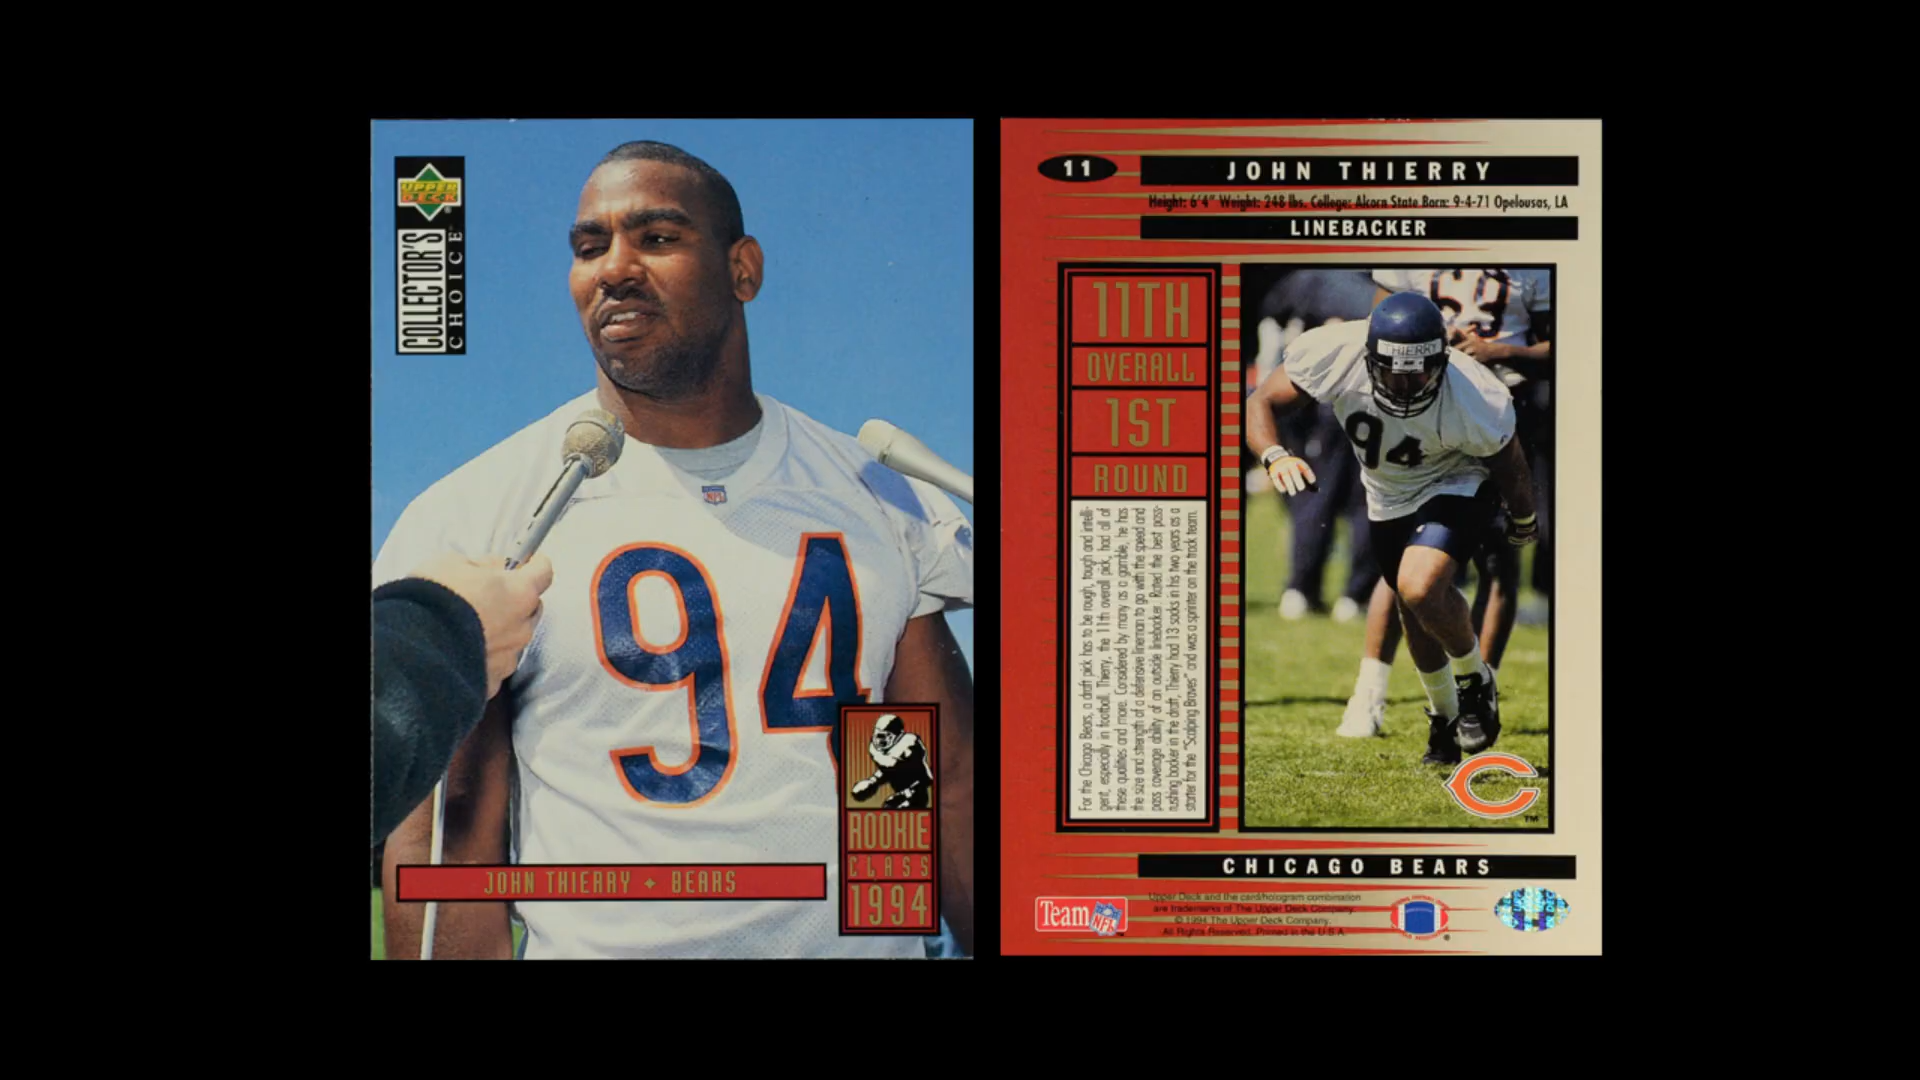 UPPER
DECK
COLLECTOR'S
CHOICE
NFL
94
ROOKIE
CLASS
1994
JOHN THIERRY ✦ BEARS
11
JOHN THIERRY
Height: 6'4" Weight: 248 lbs. College: Alcorn State Born: 9-4-71 Opelousas, LA
LINEBACKER
11TH
OVERALL
1ST
ROUND
For the Chicago Bears, a draft pick has to be rough, tough and intelli-
gent, especially in football. Thierry, the 11th overall pick, had all of
these qualities and more. Considered by many as a gamble, he has
the size and strength of a defensive lineman to go with the speed and
pass coverage ability of an outside linebacker. Rated the best pass-
rushing backer in the draft, Thierry had 13 sacks in his two years as a
starter for the "Scalping Braves" and was a sprinter on the track team.
69
THIERRY
94
C
TM
CHICAGO BEARS
Team NFL
Upper Deck and the card/hologram combination
are trademarks of The Upper Deck Company.
© 1994 The Upper Deck Company.
All Rights Reserved. Printed in the U.S.A.